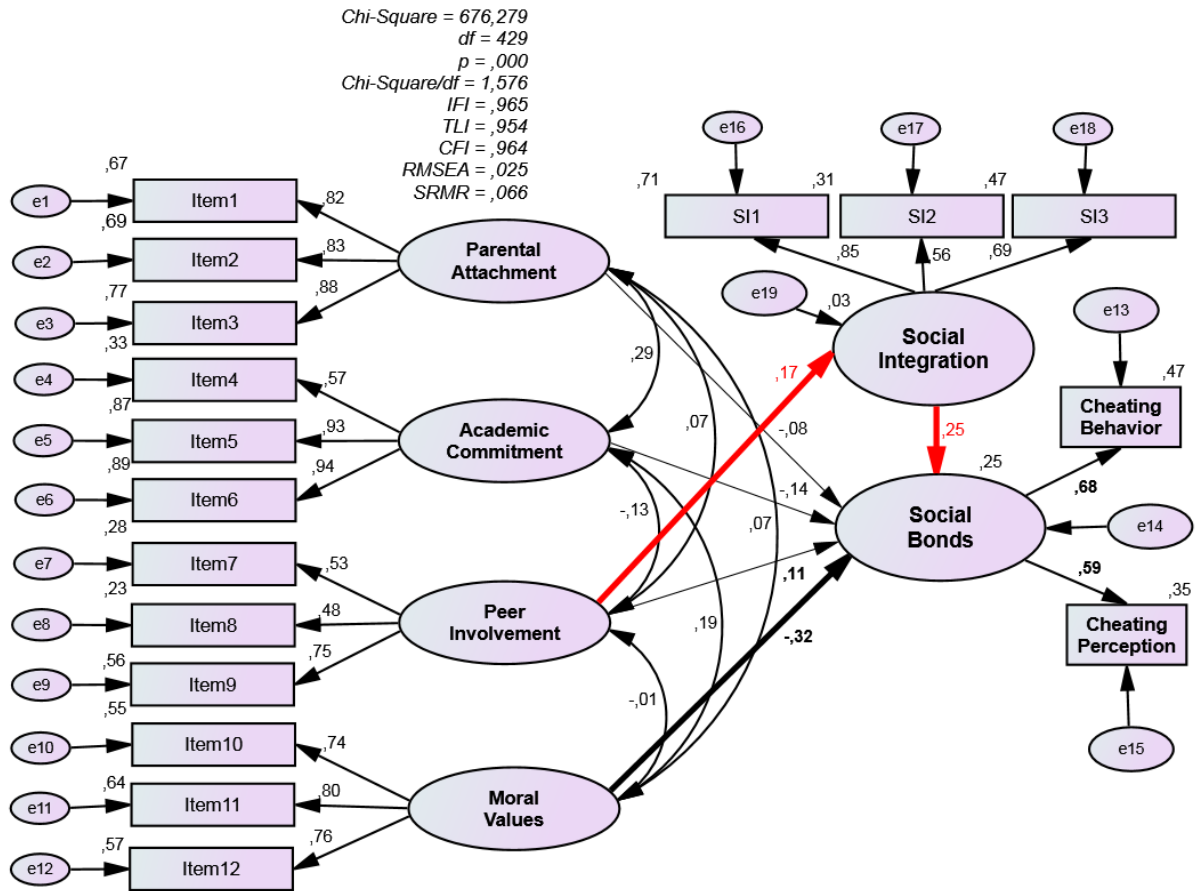 Chi-Square = 676,279
df = 429
p = ,000
Chi-Square/df = 1,576
IFI = ,965
TLI = ,954
CFI = ,964
RMSEA = ,025
SRMR = ,066
e1
,67
Item1
,82
e2
,69
Item2
,83
e3
,77
Item3
,88
Parental
Attachment
e4
,33
Item4
,57
e5
,87
Item5
,93
e6
,89
Item6
,94
Academic
Commitment
e7
,28
Item7
,53
e8
,23
Item8
,48
e9
,56
Item9
,75
Peer
Involvement
e10
,55
Item10
,74
e11
,64
Item11
,80
e12
,57
Item12
,76
Moral
Values
,29
,07
-,13
,07
,19
-,01
,17
-,08
-,14
,11
-,32
e16
e17
e18
,71
SI1
,31
SI2
,47
SI3
,85
,56
,69
e19
,03
Social
Integration
,25
,25
Social
Bonds
e13
,47
Cheating
Behavior
,68
e14
,59
,35
Cheating
Perception
e15